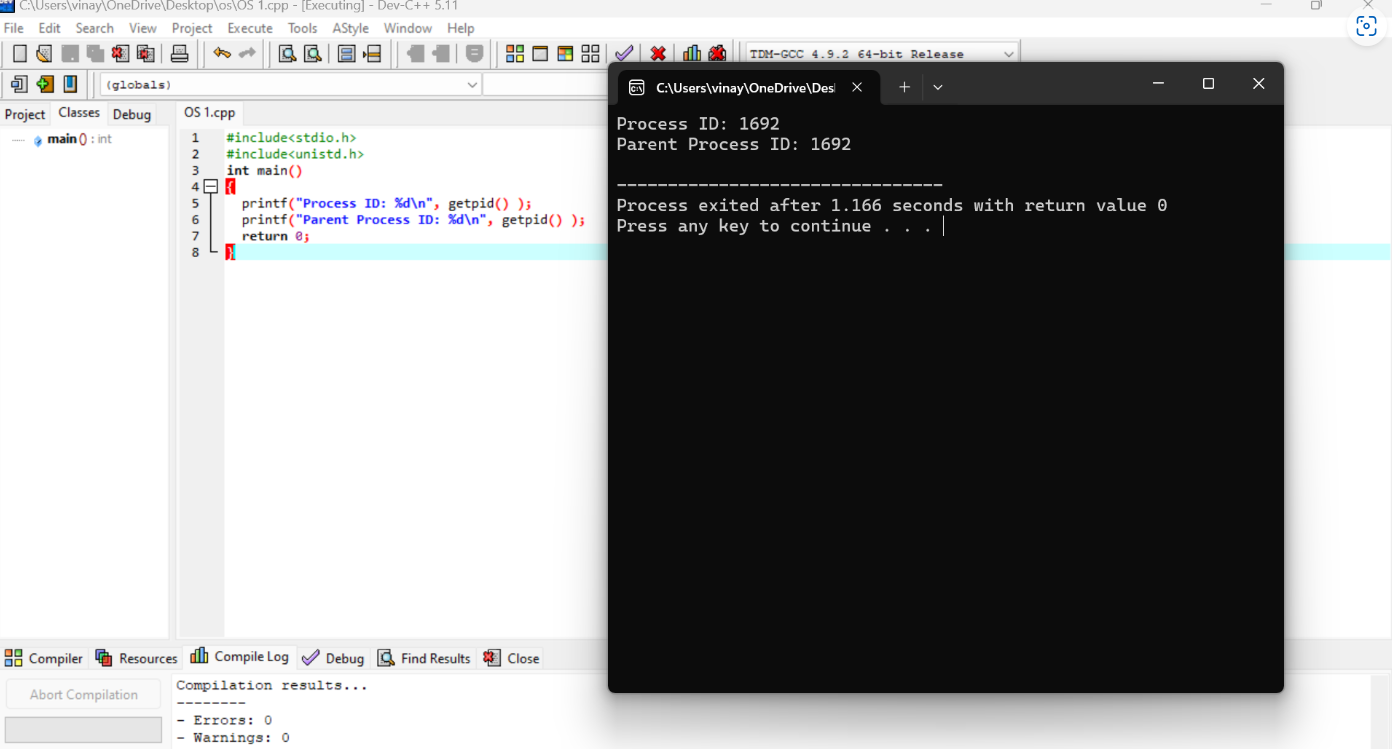 C:\Users\vinay\OneDrive\Desktop\os\OS 1.cpp - [Executing] - Dev-C++ 5.11
File Edit Search View Project Execute Tools AStyle Window Help
TDM-GCC 4.9.2 64-bit Release
(globals)
Project Classes Debug
main () : int
OS 1.cpp
1 #include<stdio.h>
2 #include<unistd.h>
3 int main()
4 {
5 printf("Process ID: %d\n", getpid() );
6 printf("Parent Process ID: %d\n", getpid() );
7 return 0;
8 }
C:\Users\vinay\OneDrive\Des
Process ID: 1692
Parent Process ID: 1692
--------------------------------
Process exited after 1.166 seconds with return value 0
Press any key to continue . . .
Compiler Resources Compile Log Debug Find Results Close
Abort Compilation
Compilation results...
--------
- Errors: 0
- Warnings: 0